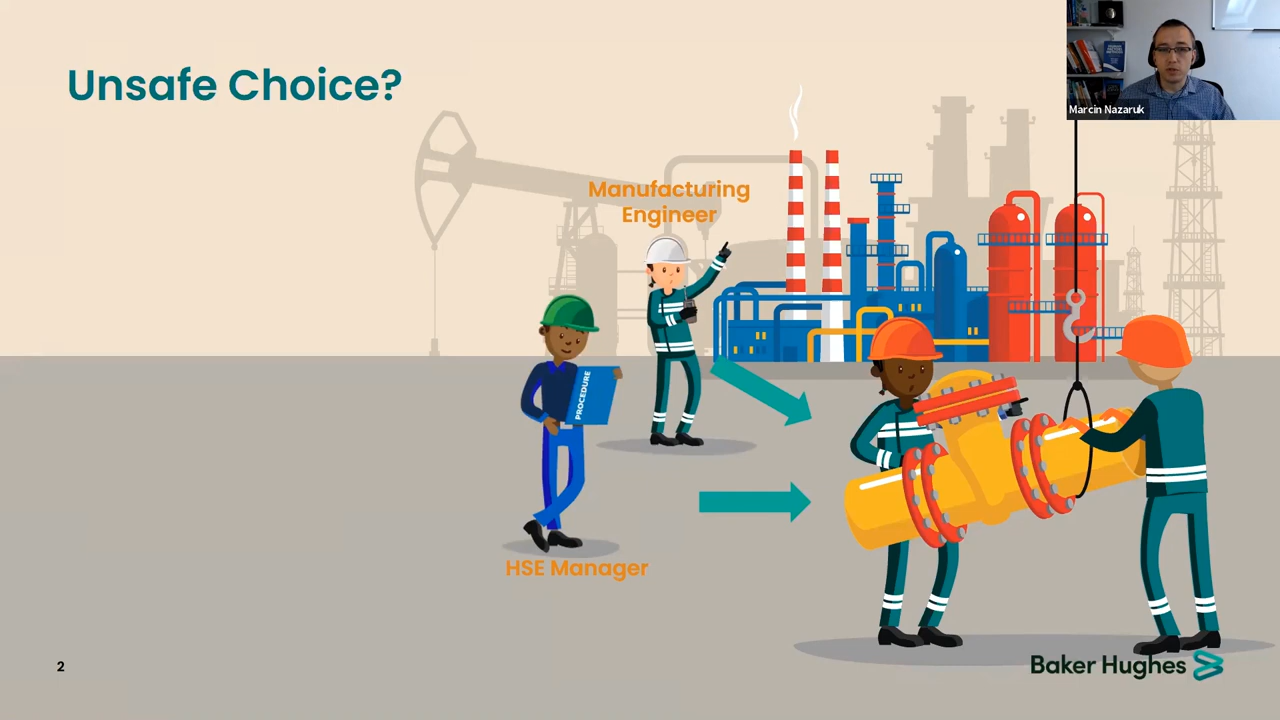 Unsafe Choice?
Marcin Nazaruk
Manufacturing
Engineer
PROCEDURE
HSE Manager
2
Baker Hughes